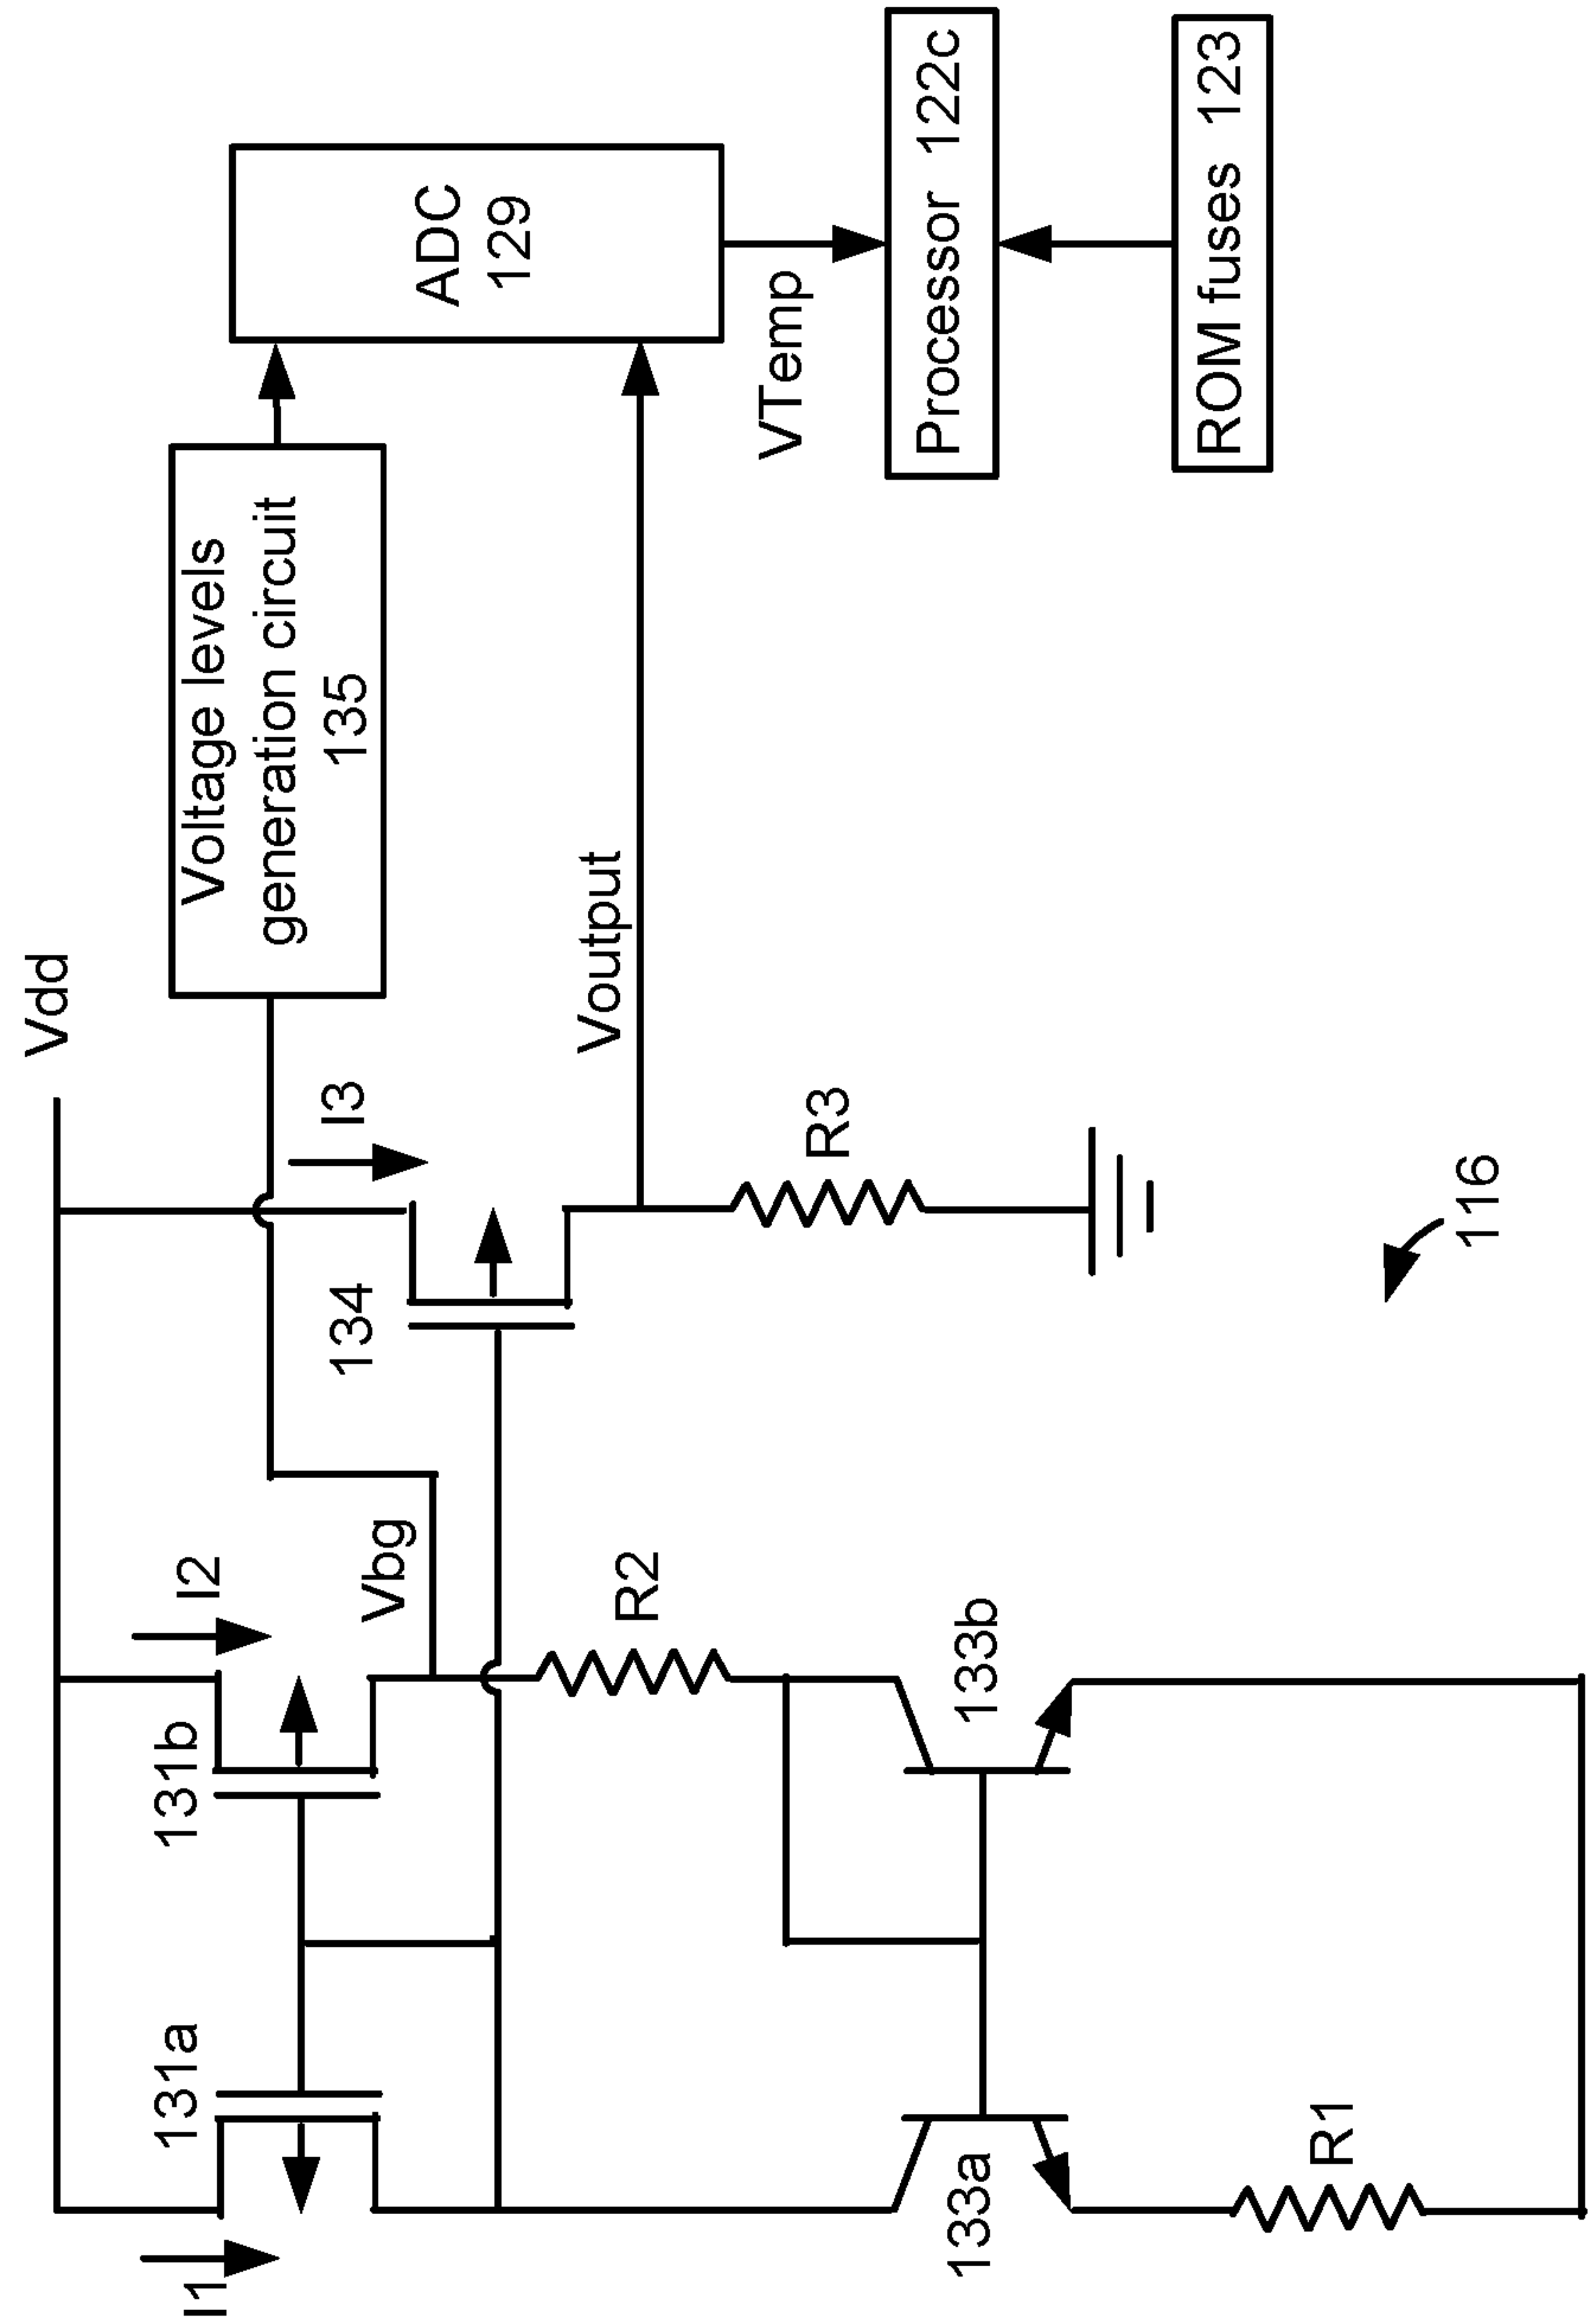 Vdd
I1
131a
131b
I2
Vbg
134
I3
Voltage levels
generation circuit
135
ADC
129
Voutput
R2
R3
VTemp
133a
133b
Processor 122c
R1
ROM fuses 123
116